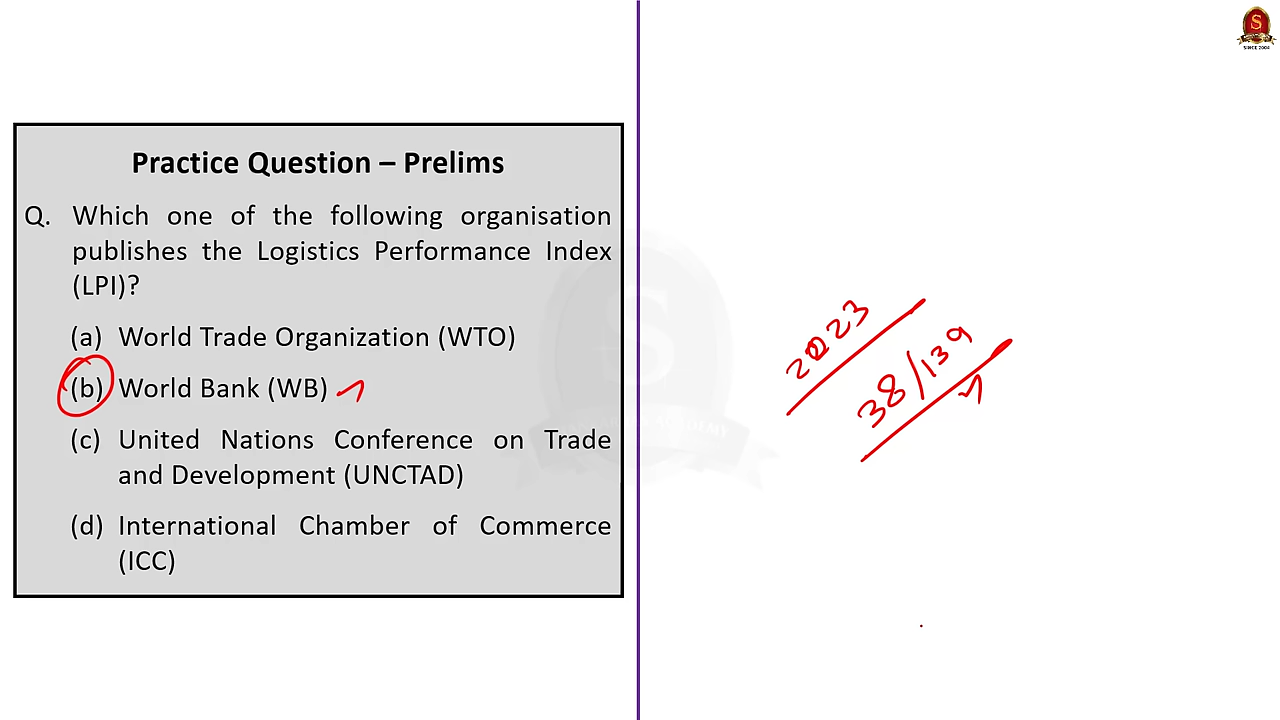 Practice Question – Prelims
Q. Which one of the following organisation
publishes the Logistics Performance Index
(LPI)?
(a) World Trade Organization (WTO)
(b) World Bank (WB)
(c) United Nations Conference on Trade
and Development (UNCTAD)
(d) International Chamber of Commerce
(ICC)
2023
38/139
S
SINCE 2004